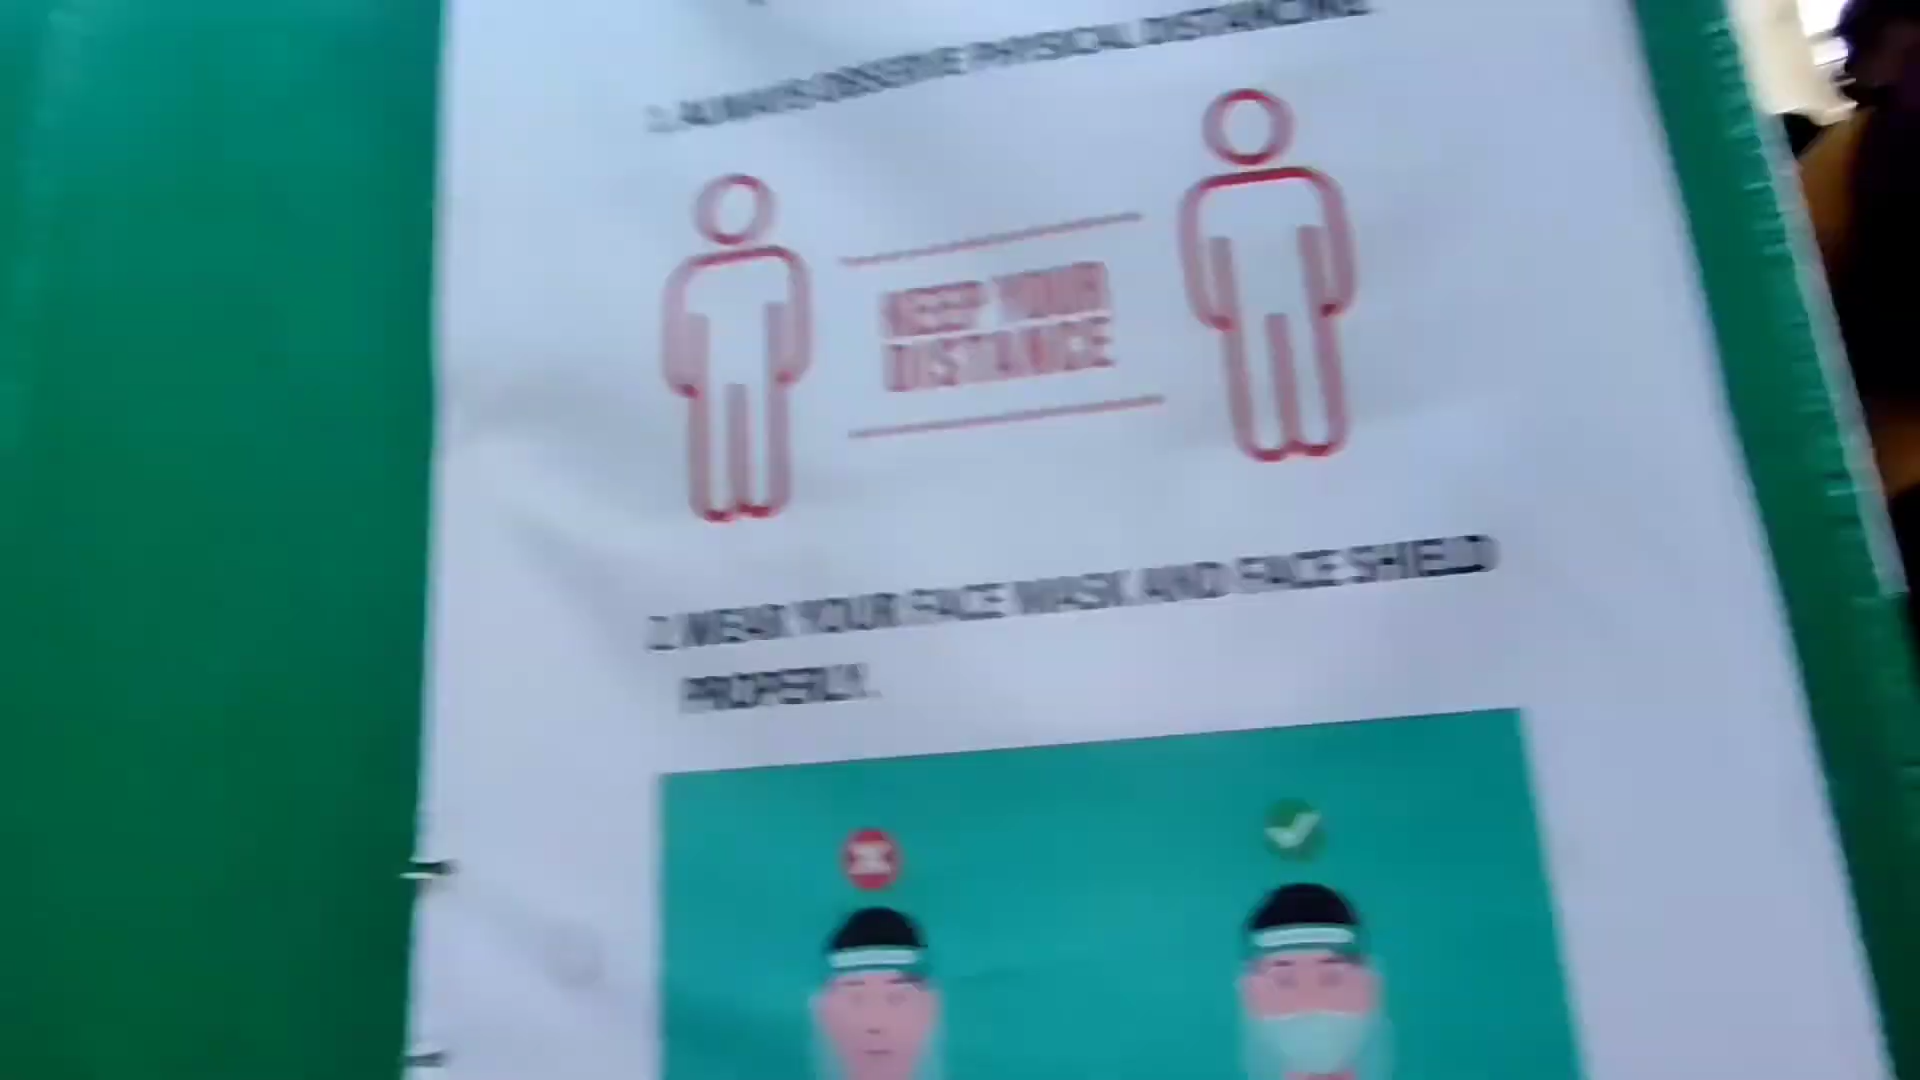 1. ALWAYS OBSERVE PHYSICAL DISTANCING
KEEP YOUR
DISTANCE
2. WEAR YOUR FACE MASK AND FACE SHIELD
PROPERLY.